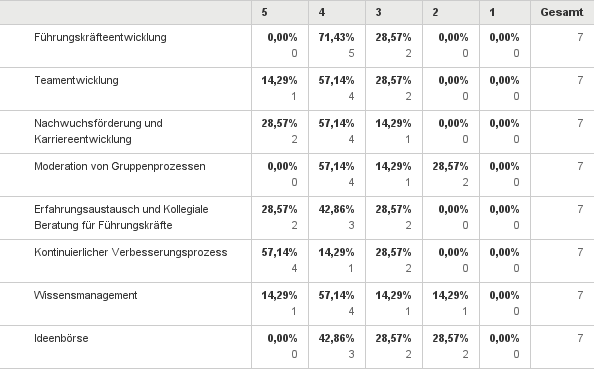 5 4 3 2 1 Gesamt
Führungskräfteentwicklung 0,00% 71,43% 28,57% 0,00% 0,00% 7
0 5 2 0 0
Teamentwicklung 14,29% 57,14% 28,57% 0,00% 0,00% 7
1 4 2 0 0
Nachwuchsförderung und 28,57% 57,14% 14,29% 0,00% 0,00% 7
Karriereentwicklung 2 4 1 0 0
Moderation von Gruppenprozessen 0,00% 57,14% 14,29% 28,57% 0,00% 7
0 4 1 2 0
Erfahrungsaustausch und Kollegiale 28,57% 42,86% 28,57% 0,00% 0,00% 7
Beratung für Führungskräfte 2 3 2 0 0
Kontinuierlicher Verbesserungsprozess 57,14% 14,29% 28,57% 0,00% 0,00% 7
4 1 2 0 0
Wissensmanagement 14,29% 57,14% 14,29% 14,29% 0,00% 7
1 4 1 1 0
Ideenbörse 0,00% 42,86% 28,57% 28,57% 0,00% 7
0 3 2 2 0